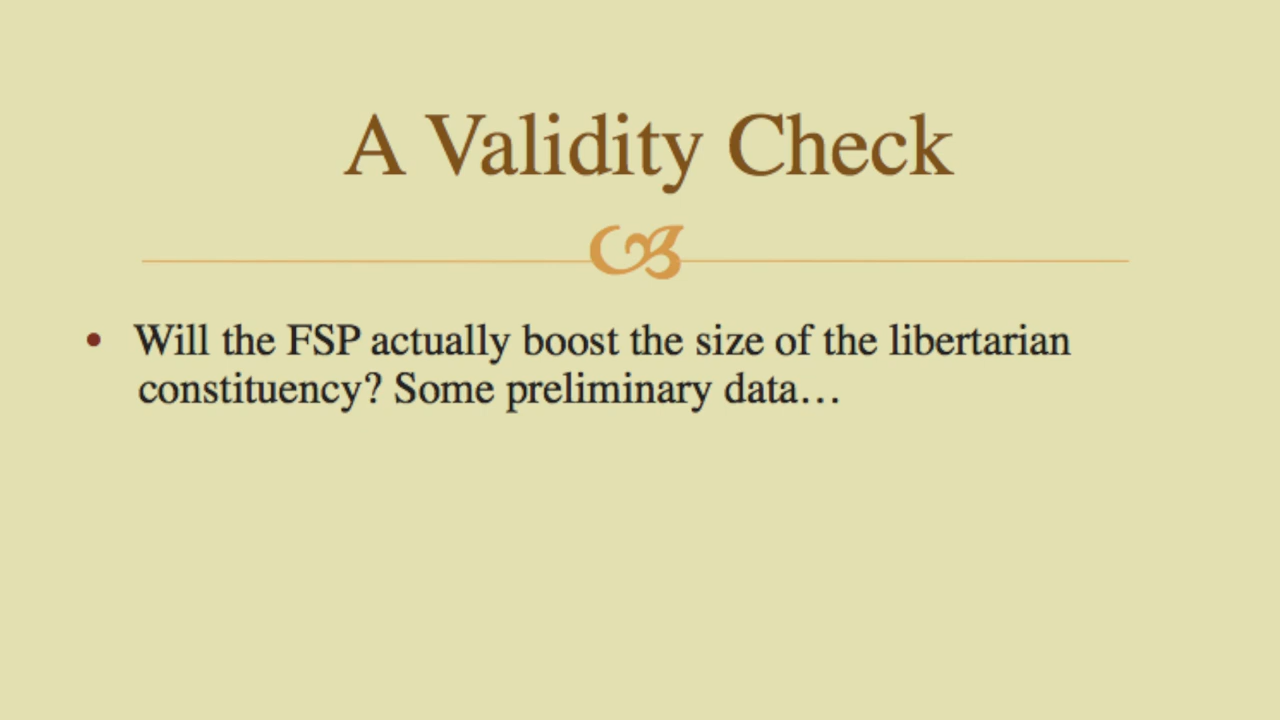 A Validity Check
• Will the FSP actually boost the size of the libertarian
constituency? Some preliminary data…